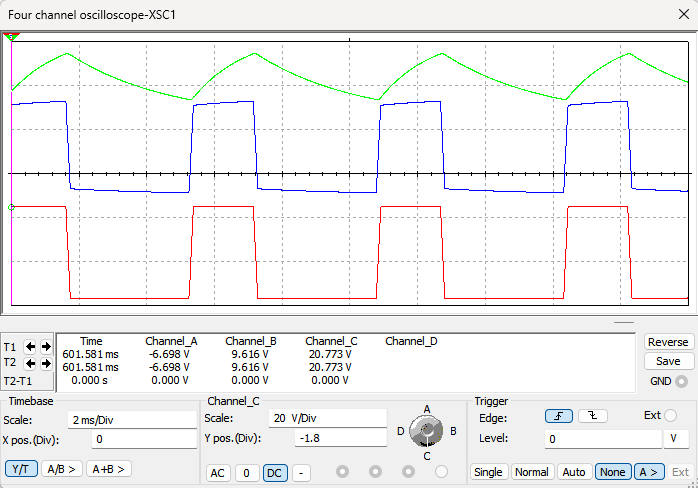 Four channel oscilloscope-XSC1
Time Channel_A Channel_B Channel_C Channel_D
T1 601.581 ms -6.698 V 9.616 V 20.773 V
T2 601.581 ms -6.698 V 9.616 V 20.773 V
T2-T1 0.000 s 0.000 V 0.000 V 0.000 V
Reverse
Save
GND
Timebase
Scale: 2 ms/Div
X pos.(Div): 0
Y/T A/B > A+B >
Channel_C
Scale: 20 V/Div
Y pos.(Div): -1.8
AC 0 DC -
A
D B
C
Trigger
Edge: Ext
Level: 0 V
Single Normal Auto None A > Ext